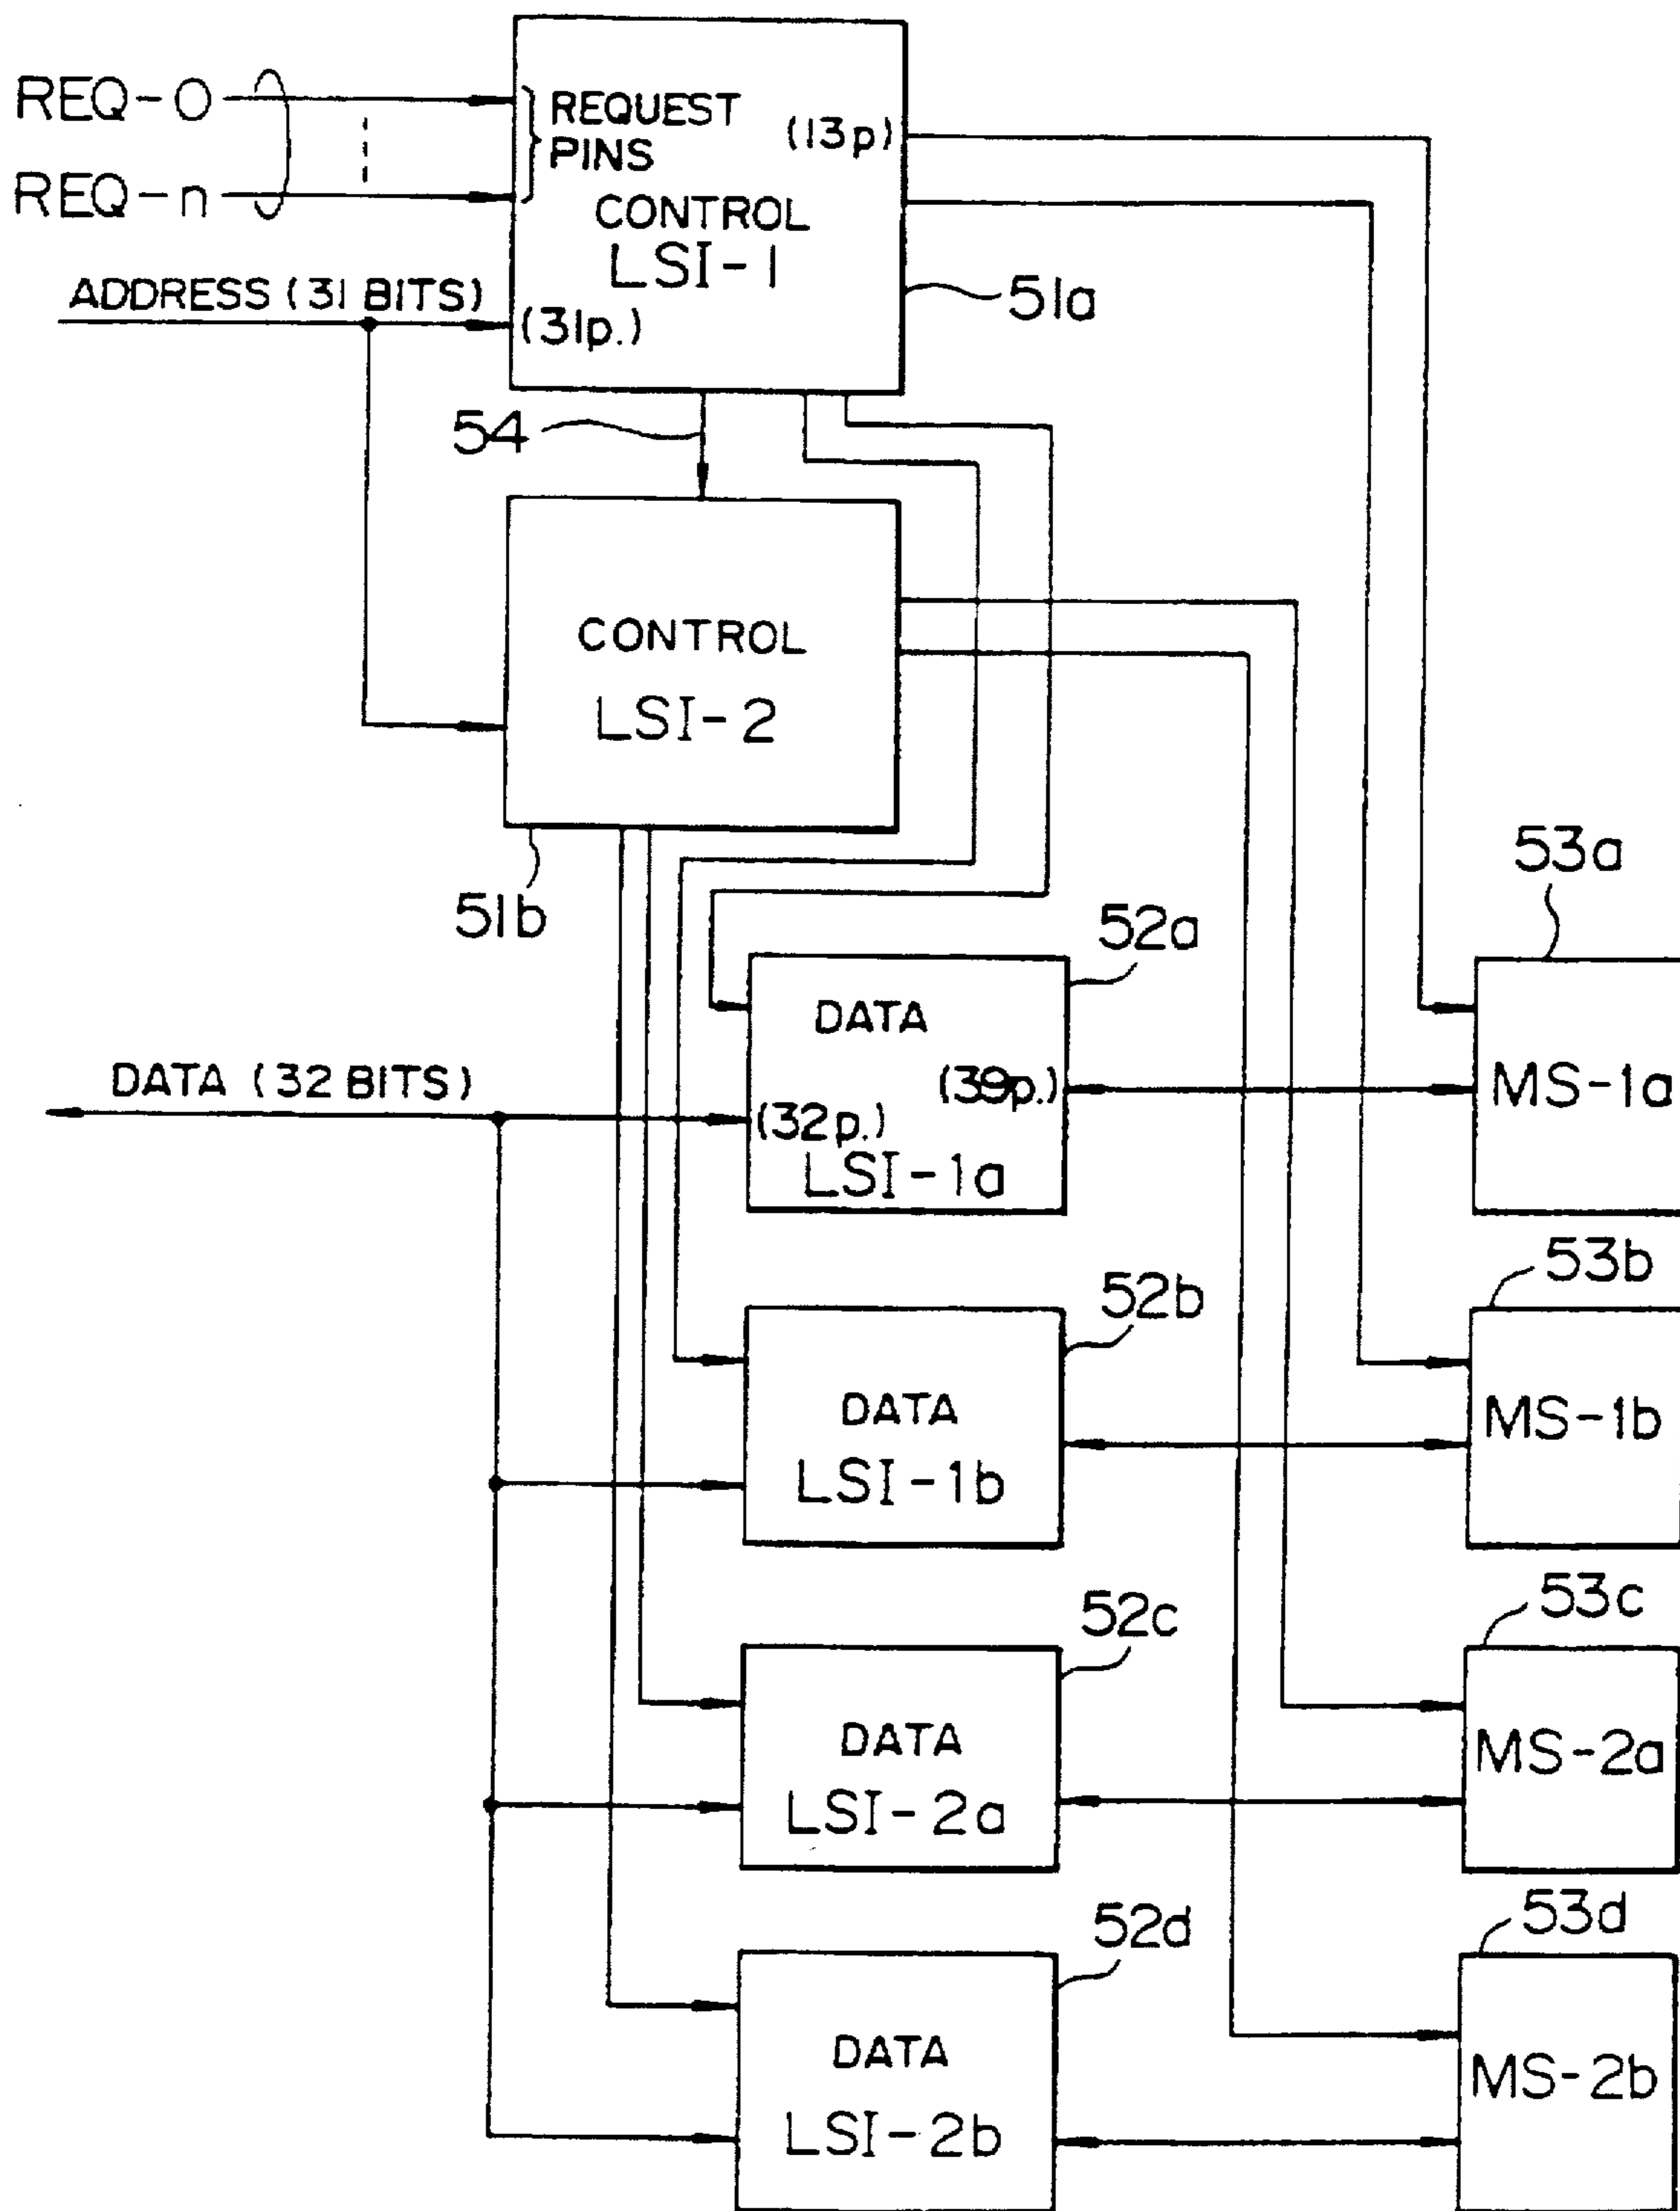 REQ-0
REQ-n
REQUEST
PINS
(13p)
CONTROL
LSI-1
ADDRESS (31 BITS)
(31p.)
51a
54
CONTROL
LSI-2
51b
53a
52a
DATA
MS-1a
DATA (32 BITS)
(39p.)
(32p.)
LSI-1a
53b
52b
DATA
LSI-1b
MS-1b
53c
52c
DATA
LSI-2a
MS-2a
53d
52d
DATA
LSI-2b
MS-2b